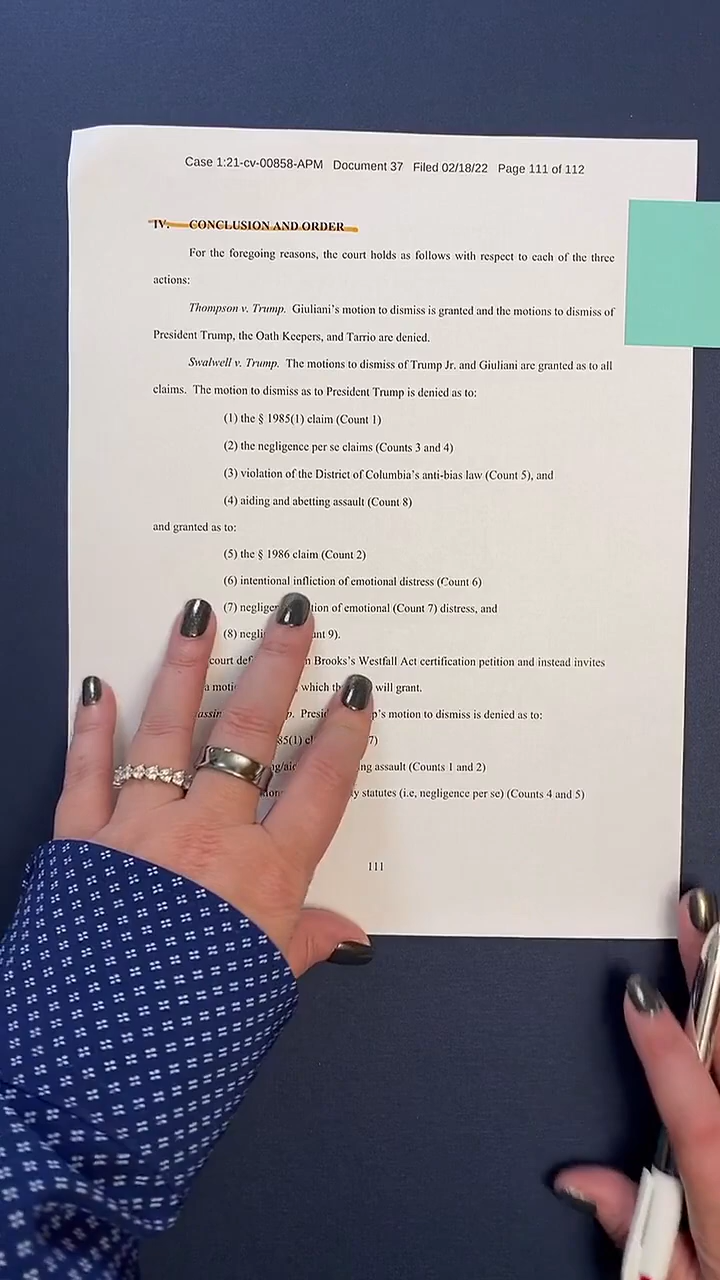 Case 1:21-cv-00858-APM Document 37 Filed 02/18/22 Page 111 of 112
IV. CONCLUSION AND ORDER
For the foregoing reasons, the court holds as follows with respect to each of the three
actions:
Thompson v. Trump. Giuliani's motion to dismiss is granted and the motions to dismiss of
President Trump, the Oath Keepers, and Tarrio are denied.
Swalwell v. Trump. The motions to dismiss of Trump Jr. and Giuliani are granted as to all
claims. The motion to dismiss as to President Trump is denied as to:
(1) the § 1985(1) claim (Count 1)
(2) the negligence per se claims (Counts 3 and 4)
(3) violation of the District of Columbia's anti-bias law (Count 5), and
(4) aiding and abetting assault (Count 8)
and granted as to:
(5) the § 1986 claim (Count 2)
(6) intentional infliction of emotional distress (Count 6)
(7) of emotional (Count 7) distress, and
(8) 9).
court Brooks's Westfall Act certification petition and instead invites
a which will grant.
motion to dismiss is denied as to:
assault (Counts 1 and 2)
statutes (i.e, negligence per se) (Counts 4 and 5)
111